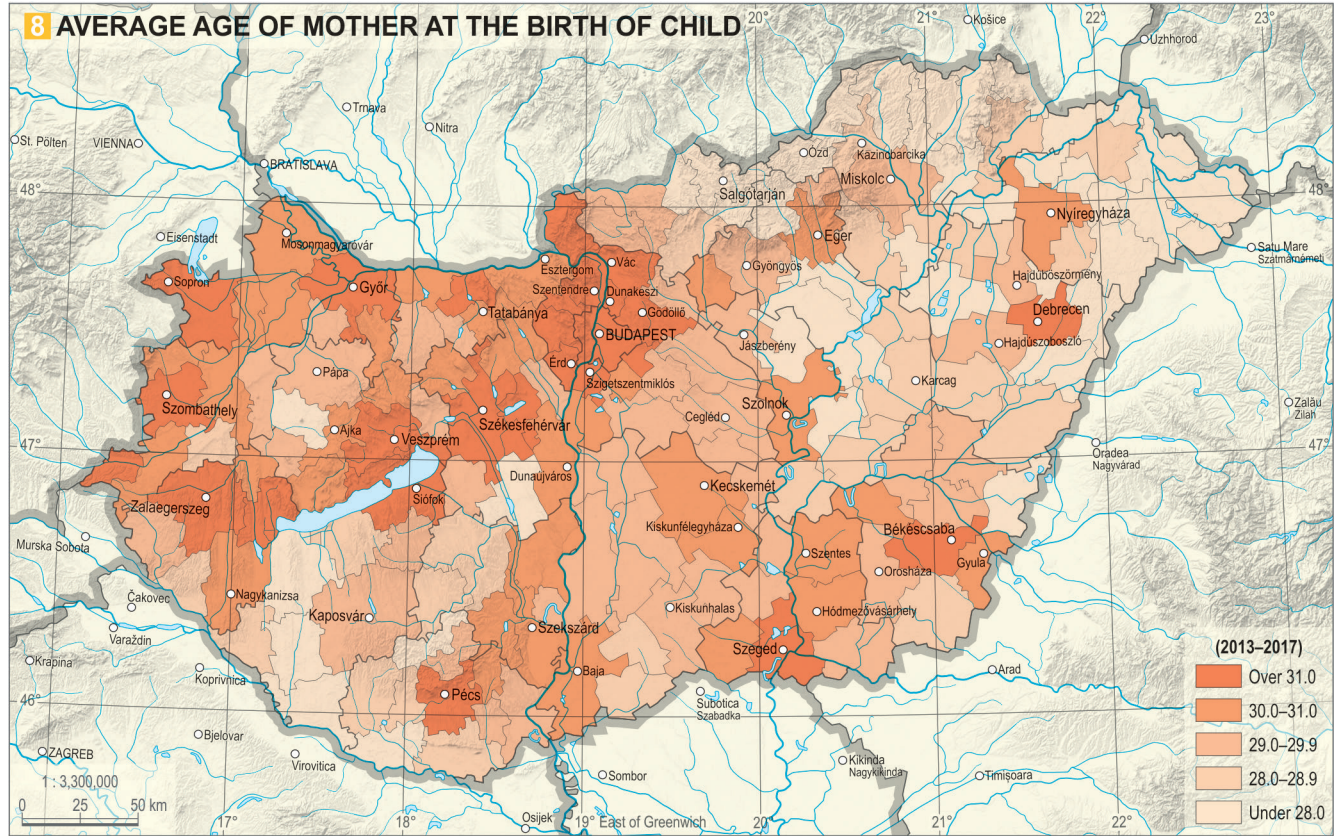 8 AVERAGE AGE OF MOTHER AT THE BIRTH OF CHILD
20°
21°
22°
23°
Košice
Uzhhorod
Trnava
Nitra
St. Pölten
VIENNA
BRATISLAVA
Ózd
Kazincbarcika
Salgótarján
Miskolc
48°
48°
Nyíregyháza
Eisenstadt
Mosonmagyaróvár
Eger
Satu Mare
Szatmárnémeti
Sopron
Esztergom
Vác
Gyöngyös
Hajdúböszörmény
Győr
Szentendre
Dunakeszi
Tatabánya
Gödöllő
Debrecen
BUDAPEST
Jászberény
Hajdúszoboszló
Pápa
Érd
Szigetszentmiklós
Karcag
Szombathely
Székesfehérvár
Cegléd
Szolnok
Zalău
Zilah
Ajka
Veszprém
47°
47°
Oradea
Nagyvárad
Dunaújváros
Zalaegerszeg
Siófok
Kecskemét
Kiskunfélegyháza
Békéscsaba
Murska Sobota
Szentes
Gyula
Orosháza
Čakovec
Nagykanizsa
Kaposvár
Kiskunhalas
Hódmezővásárhely
Varaždin
Szekszárd
Szeged
Krapina
Koprivnica
Baja
Arad
46°
Pécs
Subotica
Szabadka
Bjelovar
ZAGREB
Virovitica
Sombor
Kikinda
Nagykikinda
Timişoara
1 : 3,300,000
0 25 50 km
17°
18°
Osijek
19° East of Greenwich
20°
21°
22°
(2013–2017)
Over 31.0
30.0–31.0
29.0–29.9
28.0–28.9
Under 28.0